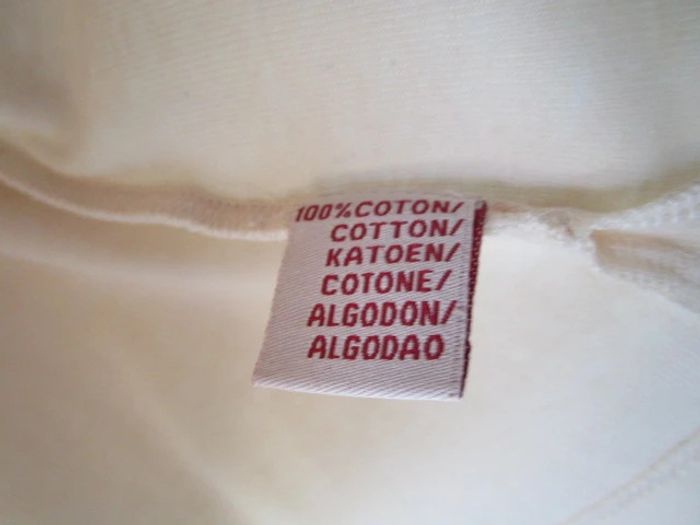 100%COTON/
COTTON/
KATOEN/
COTONE/
ALGODON/
ALGODAO